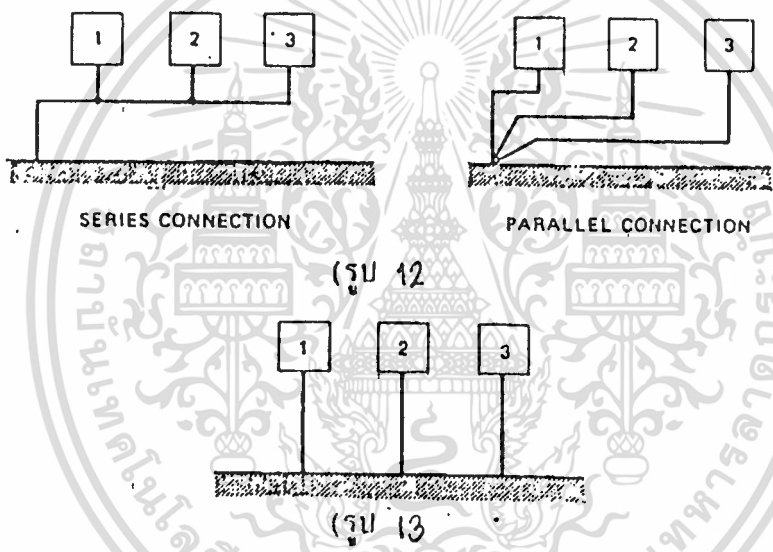 1 2 3 1 2 3
SERIES CONNECTION PARALLEL CONNECTION
(รูป 12
1 2 3
(รูป 13